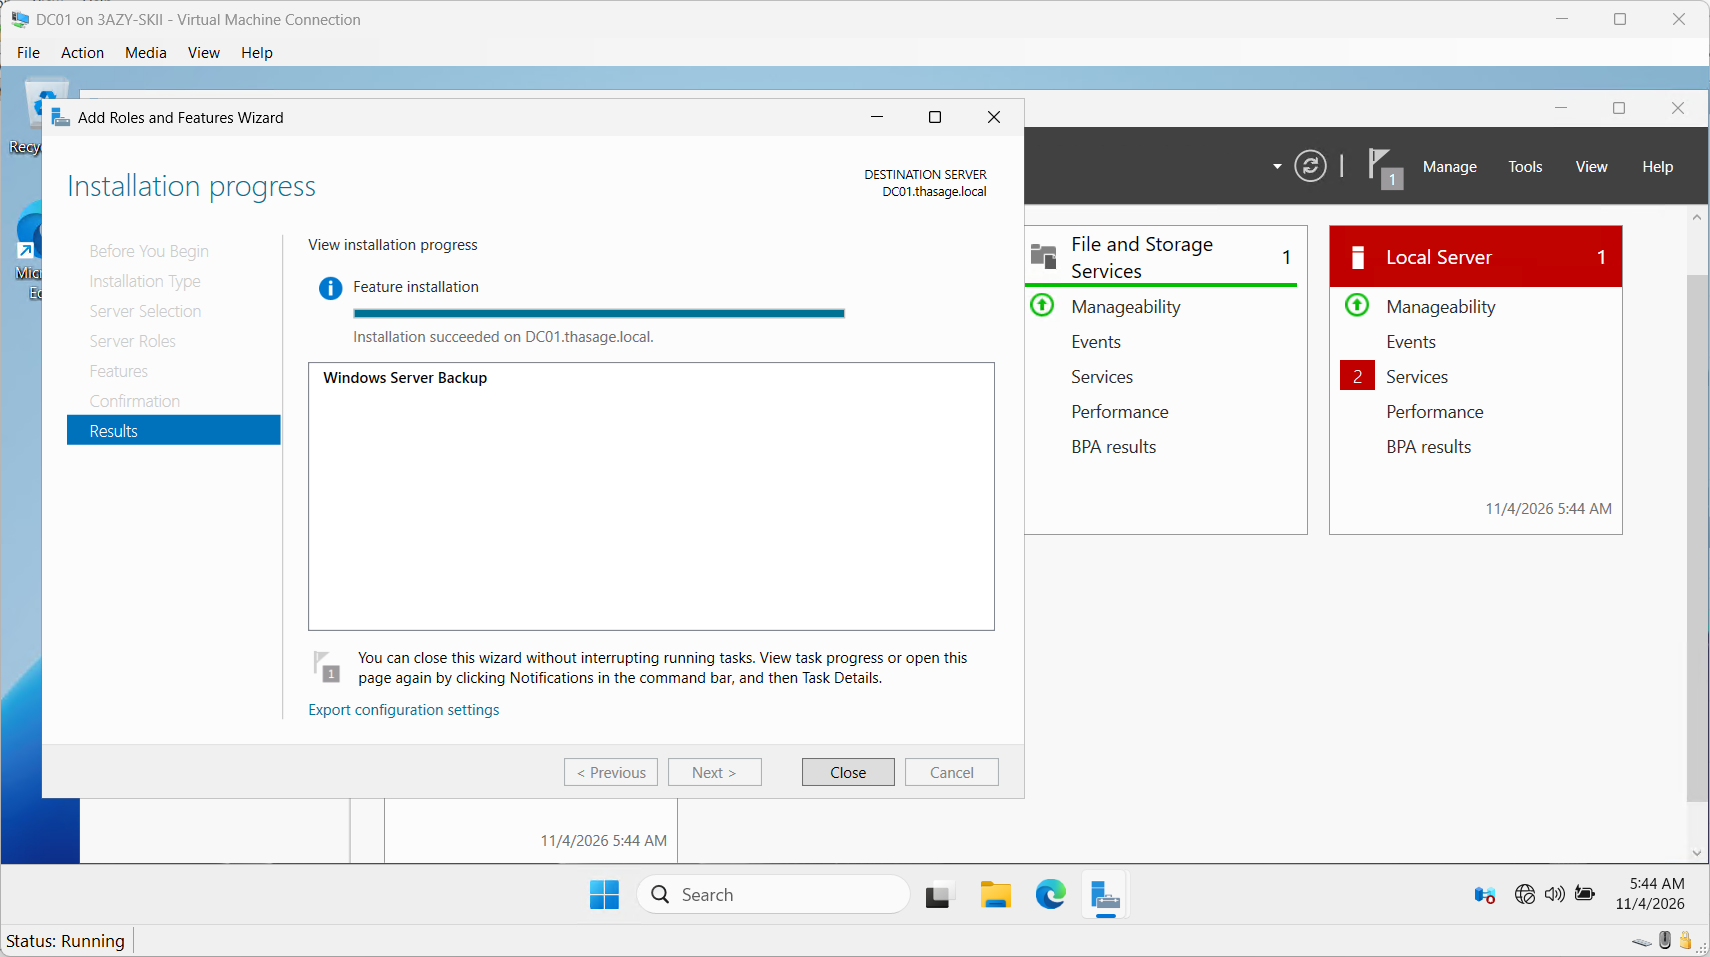 DC01 on 3AZY-SKII - Virtual Machine Connection
File Action Media View Help
Add Roles and Features Wizard
Installation progress
DESTINATION SERVER
DC01.thasage.local
Before You Begin
Installation Type
Server Selection
Server Roles
Features
Confirmation
Results
View installation progress
Feature installation
Installation succeeded on DC01.thasage.local.
Windows Server Backup
1
You can close this wizard without interrupting running tasks. View task progress or open this
page again by clicking Notifications in the command bar, and then Task Details.
Export configuration settings
< Previous
Next >
Close
Cancel
1
Manage Tools View Help
File and Storage
Services
1
Manageability
Events
Services
Performance
BPA results
Local Server 1
Manageability
Events
2 Services
Performance
BPA results
11/4/2026 5:44 AM
11/4/2026 5:44 AM
Search
5:44 AM
11/4/2026
Status: Running